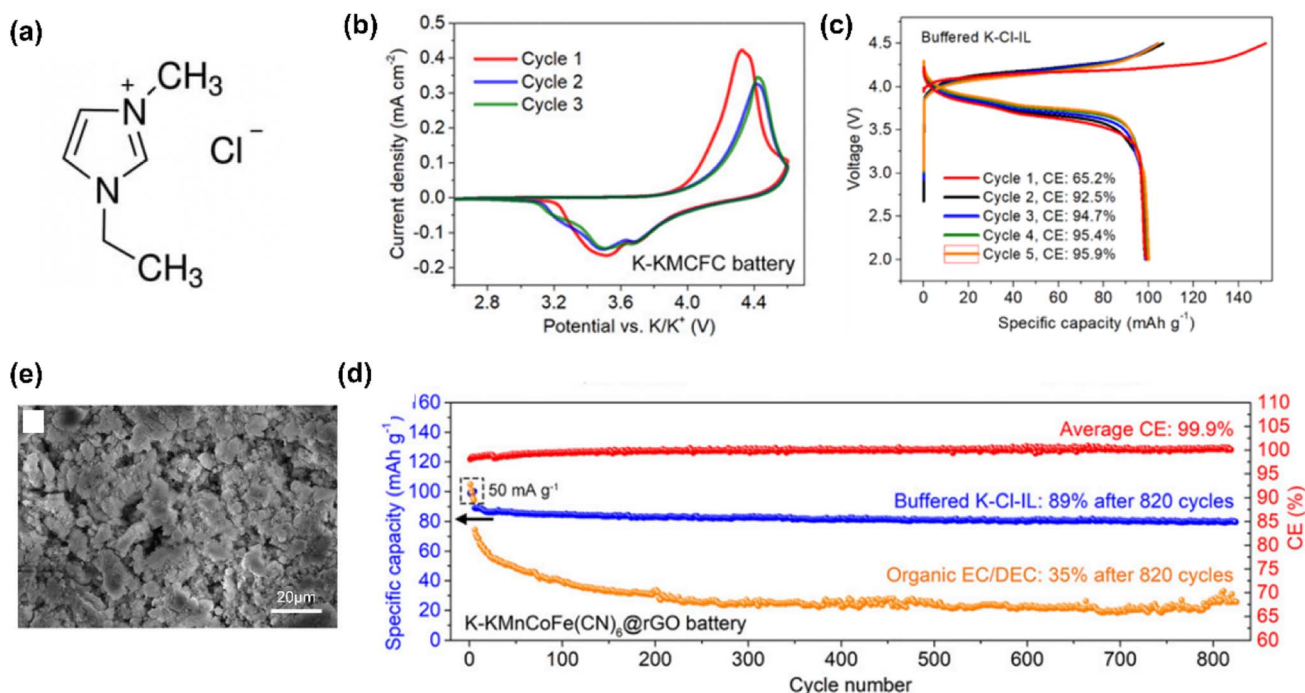 (a)
CH3
+
N
N
Cl−
CH3
(b)
Current density (mA cm-2)
0.5
0.4
0.3
0.2
0.1
0.0
-0.1
-0.2
Cycle 1
Cycle 2
Cycle 3
K-KMCFC battery
2.8 3.2 3.6 4.0 4.4
Potential vs. K/K+ (V)
(c)
Buffered K-Cl-IL
Voltage (V)
4.5
4.0
3.5
3.0
2.5
2.0
Cycle 1, CE: 65.2%
Cycle 2, CE: 92.5%
Cycle 3, CE: 94.7%
Cycle 4, CE: 95.4%
Cycle 5, CE: 95.9%
0 20 40 60 80 100 120 140
Specific capacity (mAh g-1)
(e)
20μm
(d)
Specific capacity (mAh g-1)
160
140
120
100
80
60
40
20
0
110
105
100
95
90
85
80
75
70
65
60
CE (%)
Average CE: 99.9%
50 mA g-1
Buffered K-Cl-IL: 89% after 820 cycles
Organic EC/DEC: 35% after 820 cycles
K-KMnCoFe(CN)6@rGO battery
0 100 200 300 400 500 600 700 800
Cycle number